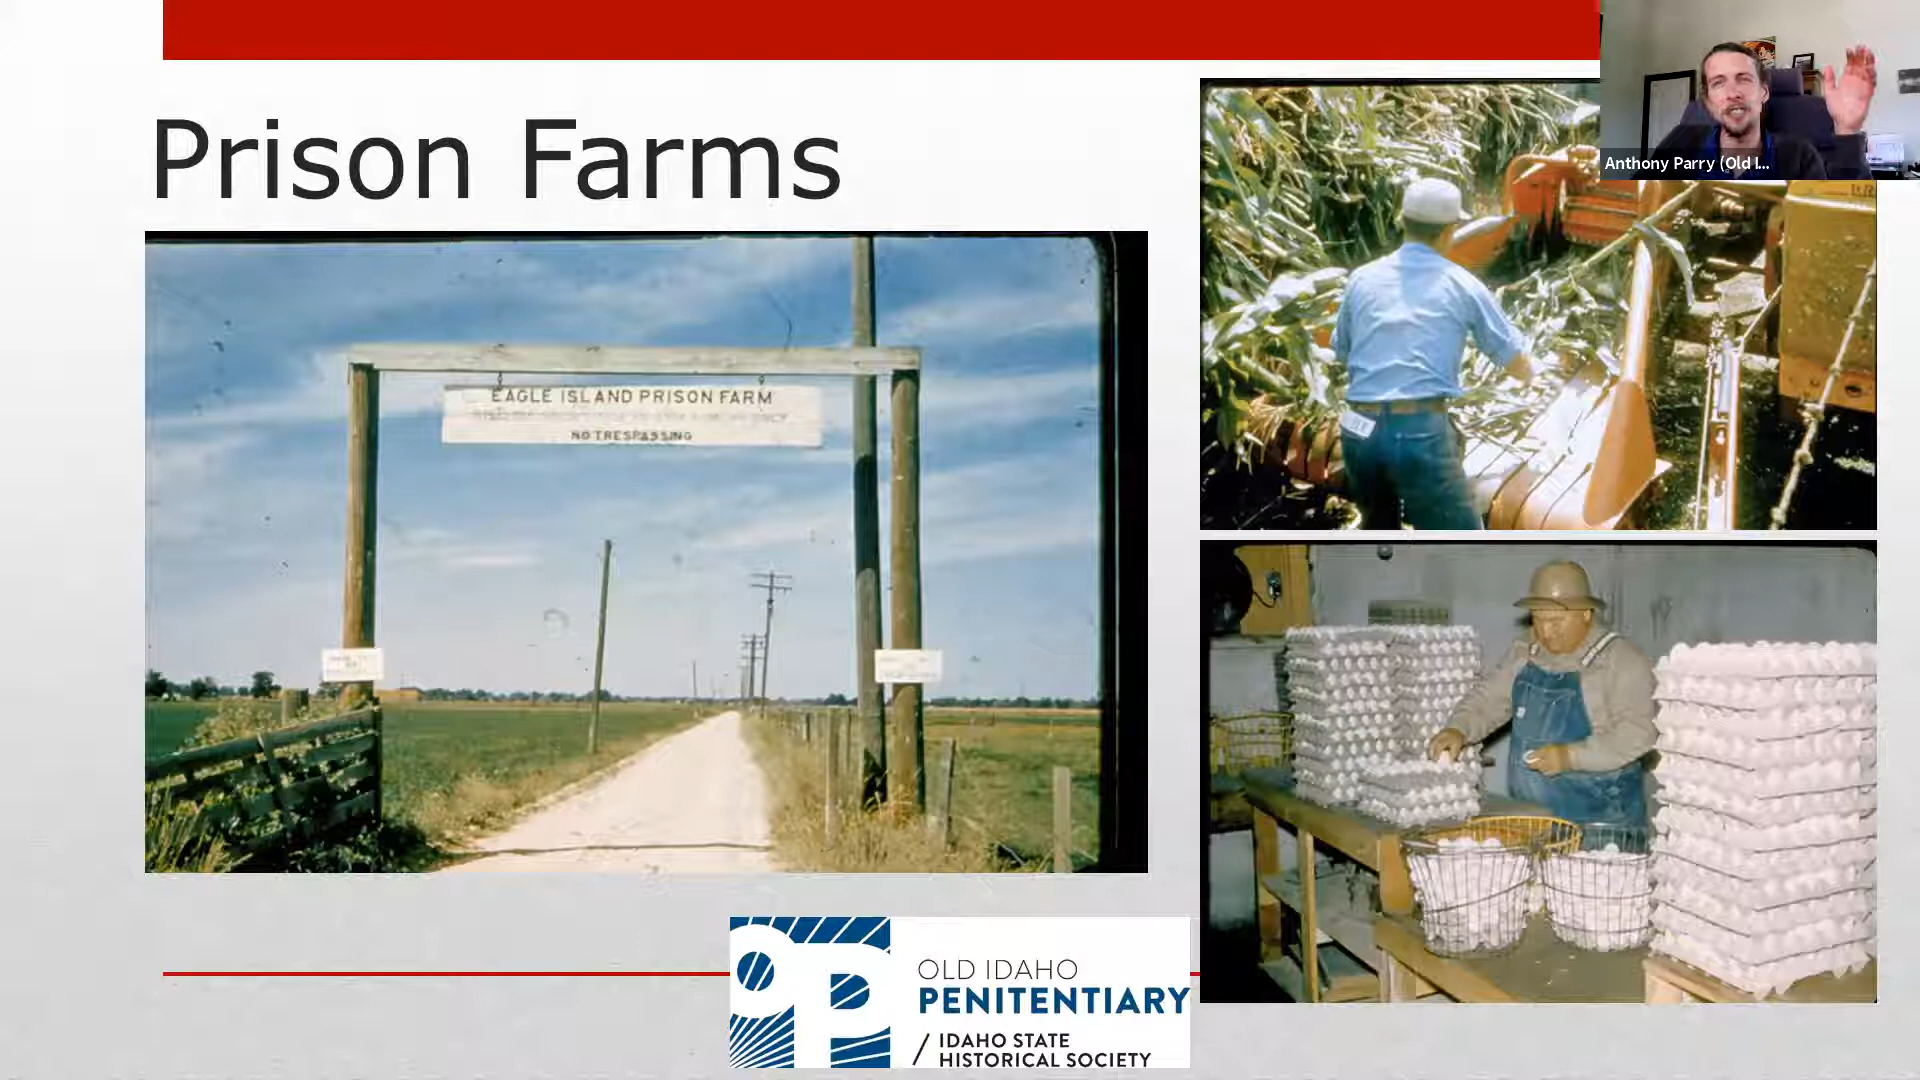 Prison Farms
Anthony Parry (Old I...
EAGLE ISLAND PRISON FARM
NO TRESPASSING
OLD IDAHO
PENITENTIARY
/ IDAHO STATE
HISTORICAL SOCIETY